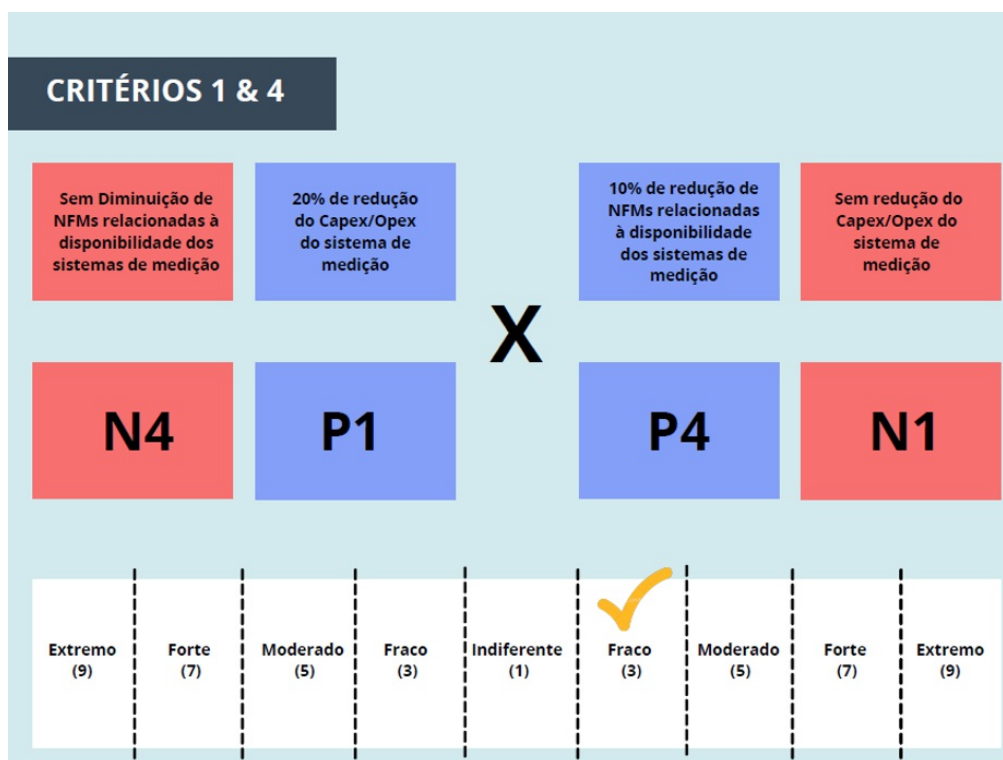 CRITÉRIOS 1 & 4
Sem Diminuição de
NFMs relacionadas à
disponibilidade dos
sistemas de medição
20% de redução
do Capex/Opex
do sistema de
medição
X
10% de redução de
NFMs relacionadas
à disponibilidade
dos sistemas de
medição
Sem redução do
Capex/Opex do
sistema de
medição
N4
P1
P4
N1
Extremo
(9)
Forte
(7)
Moderado
(5)
Fraco
(3)
Indiferente
(1)
Fraco
(3)
Moderado
(5)
Forte
(7)
Extremo
(9)